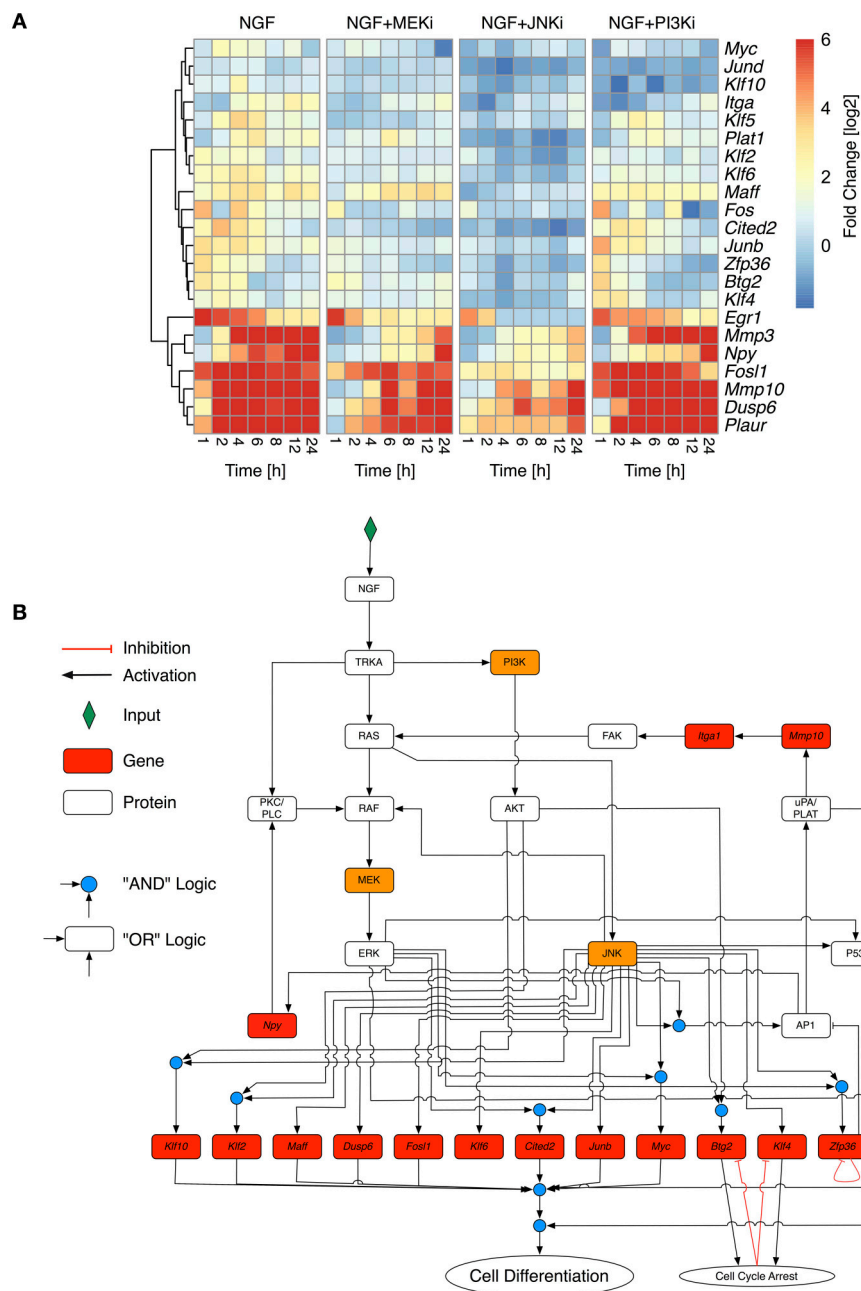 A
NGF
NGF+MEKi
NGF+JNKi
NGF+PI3Ki
Myc
Jund
Klf10
Itga
Klf5
Plat1
Klf2
Klf6
Maff
Fos
Cited2
Junb
Zfp36
Btg2
Klf4
Egr1
Mmp3
Npy
Fosl1
Mmp10
Dusp6
Plaur
6
4
2
0
Fold Change [log2]
1 2 4 6 8 12 24
1 2 4 6 8 12 24
1 2 4 6 8 12 24
1 2 4 6 8 12 24
Time [h]
Time [h]
Time [h]
Time [h]
B
Inhibition
Activation
Input
Gene
Protein
"AND" Logic
"OR" Logic
NGF
TRKA
PI3K
RAS
FAK
Itga1
Mmp10
PKC/
PLC
RAF
AKT
uPA/
PLAT
MEK
ERK
JNK
P53
Npy
AP1
Klf10
Klf2
Maff
Dusp6
Fosl1
Klf6
Cited2
Junb
Myc
Btg2
Klf4
Zfp36
Cell Differentiation
Cell Cycle Arrest